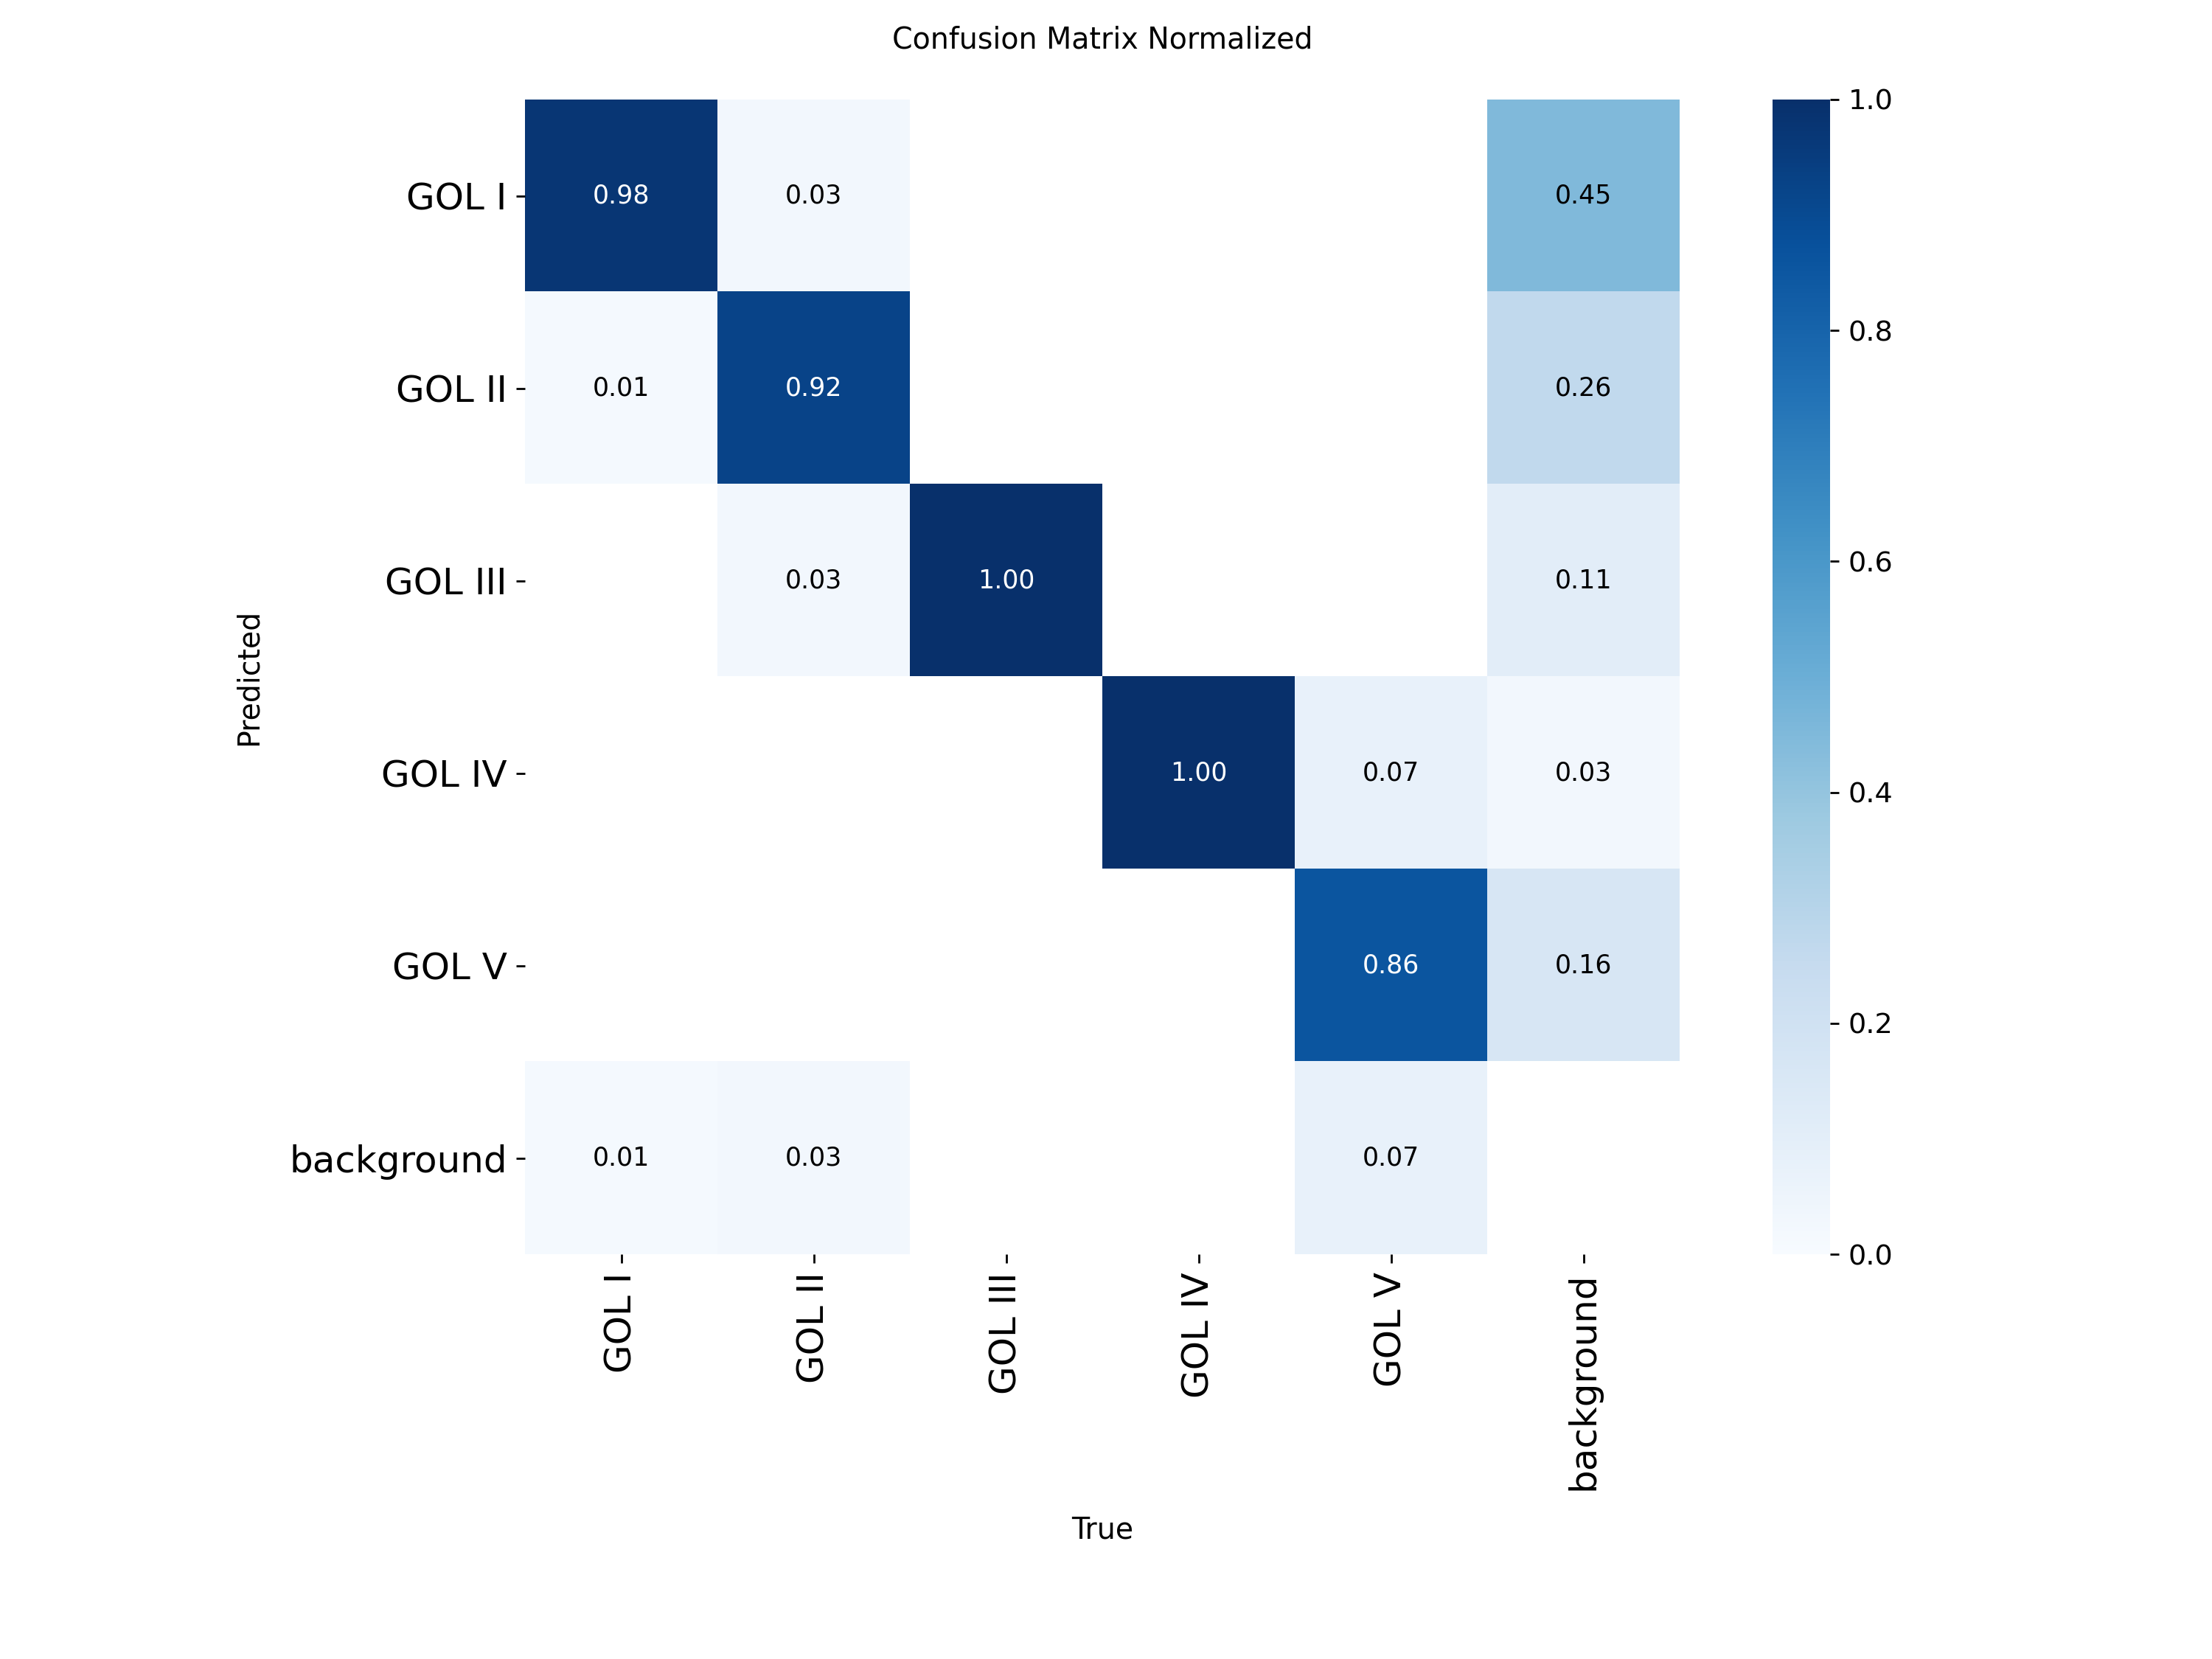 Confusion Matrix Normalized
GOL I 0.98 0.03 0.45
GOL II 0.01 0.92 0.26
GOL III 0.03 1.00 0.11
GOL IV 1.00 0.07 0.03
GOL V 0.86 0.16
background 0.01 0.03 0.07
GOL I GOL II GOL III GOL IV GOL V background
Predicted
True
1.0
0.8
0.6
0.4
0.2
0.0